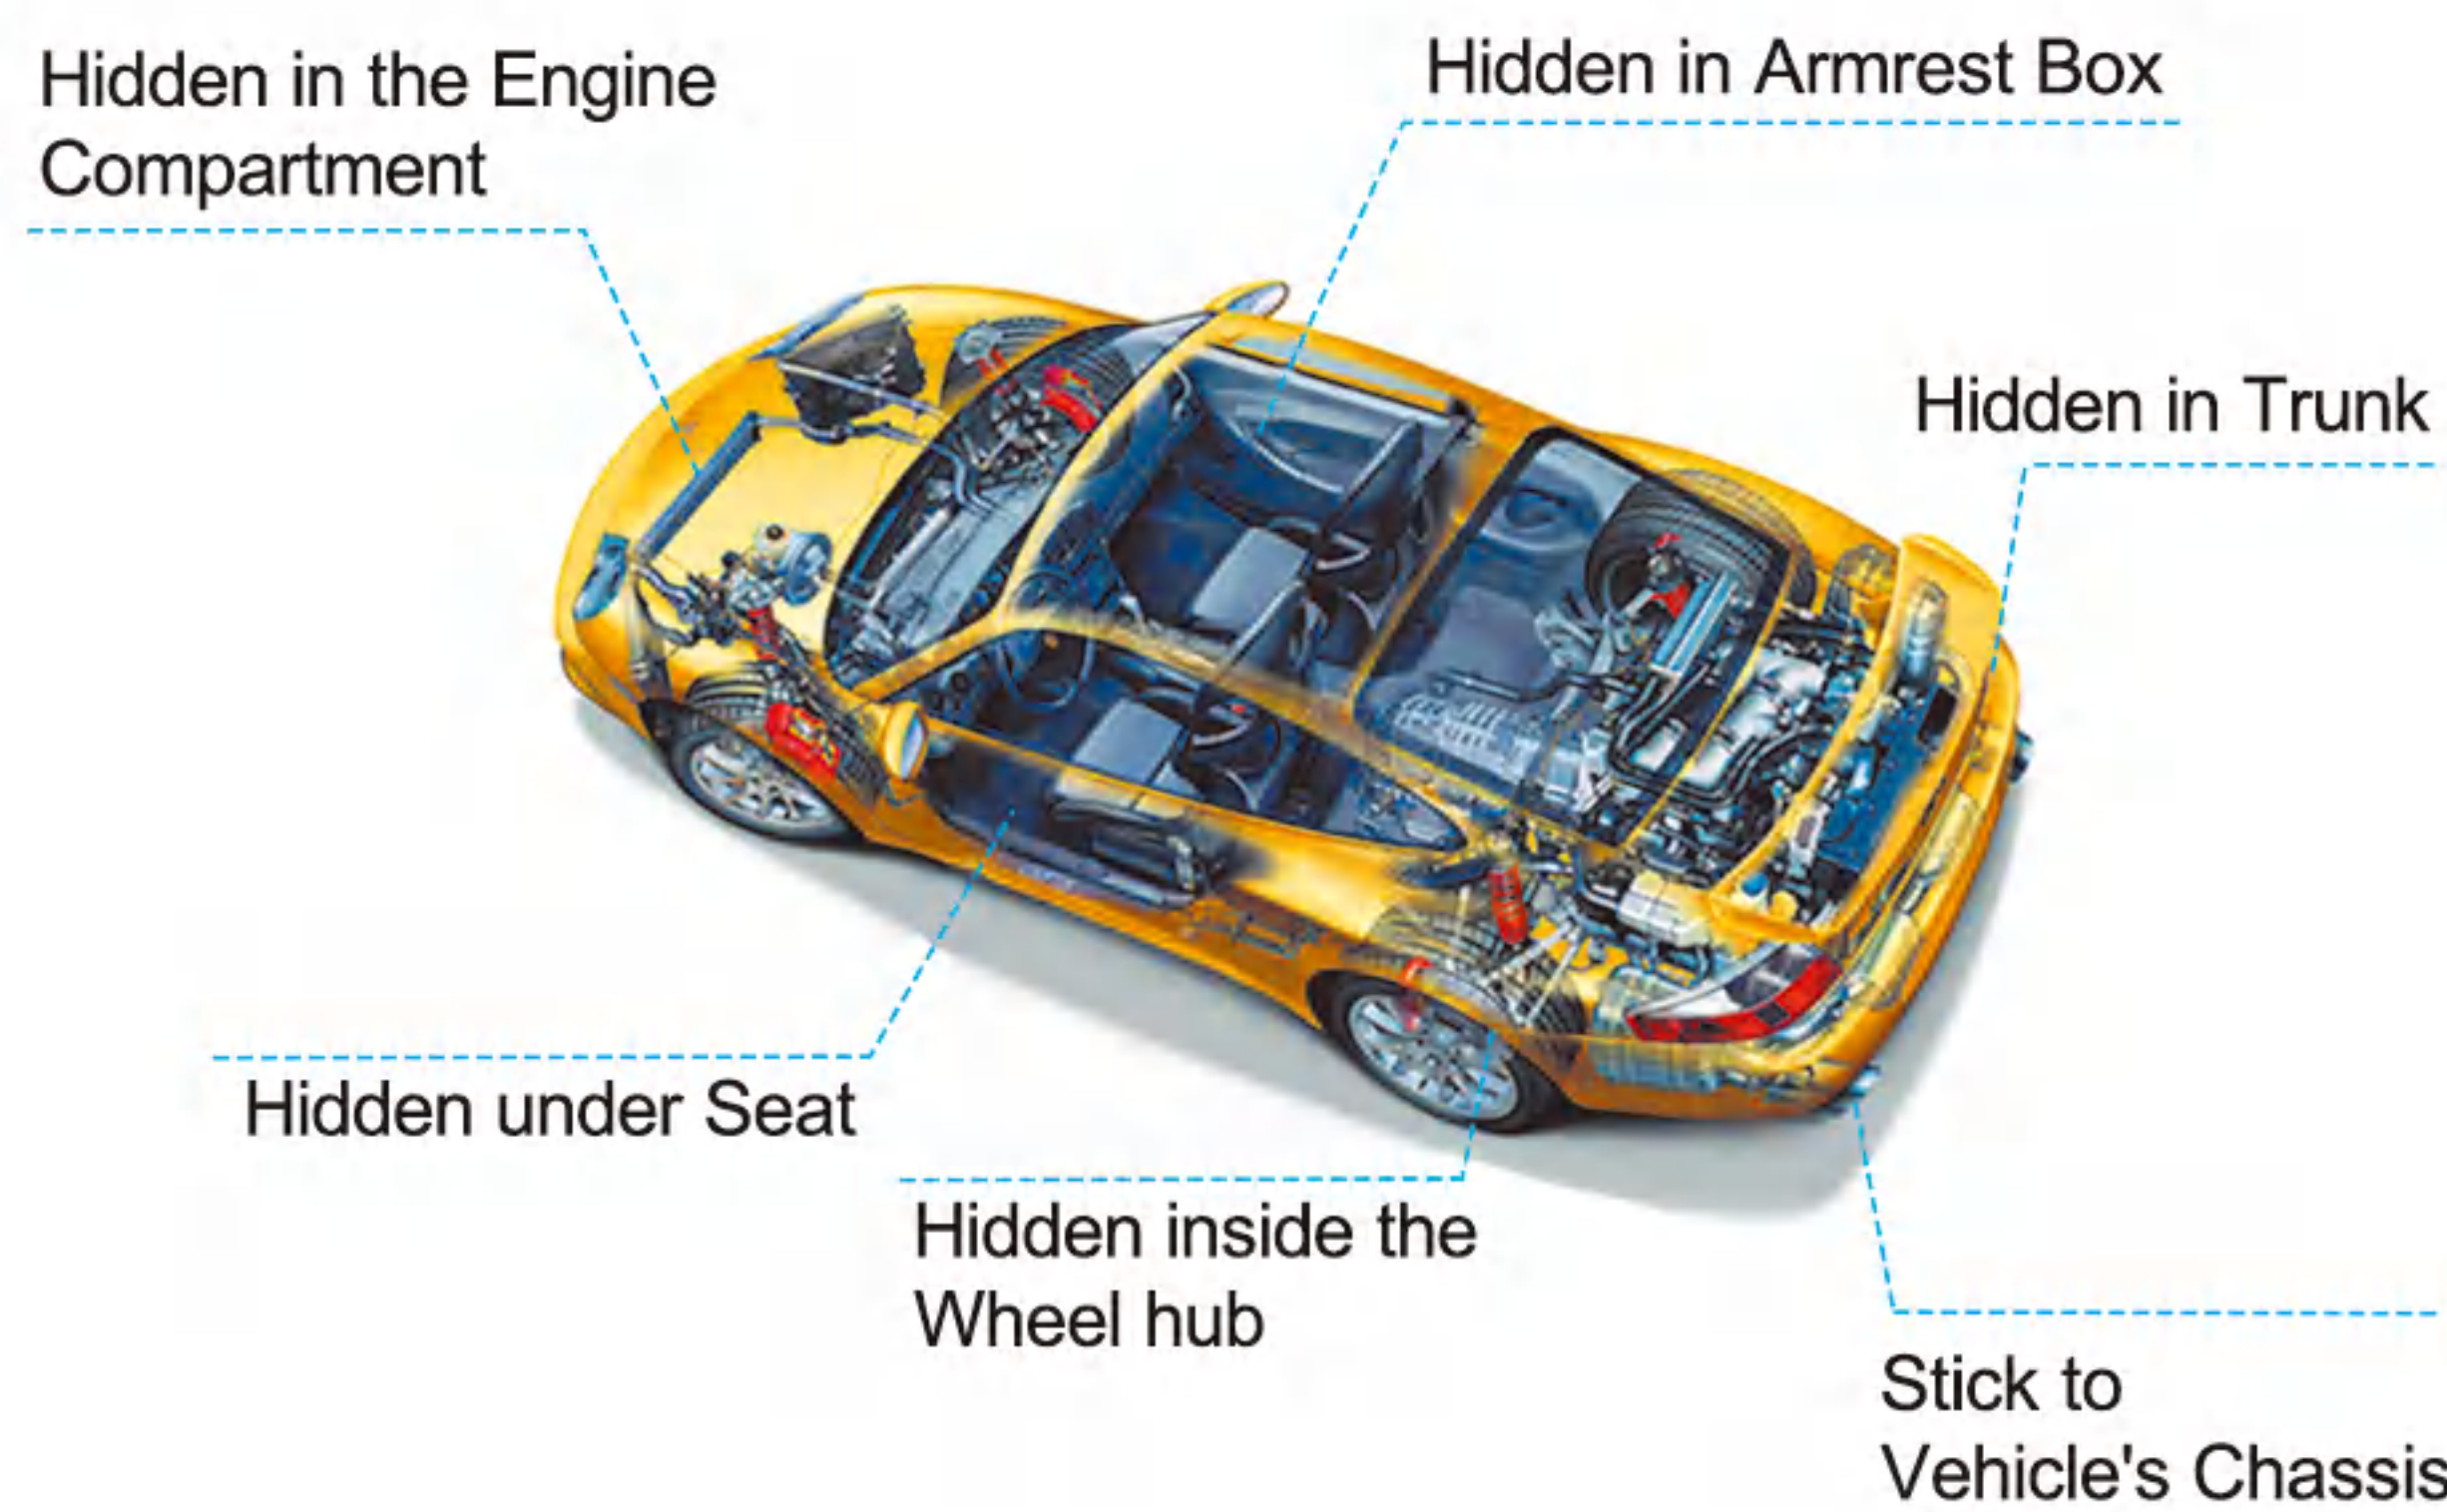 Hidden in the Engine
Compartment
Hidden in Armrest Box
Hidden in Trunk
Hidden under Seat
Hidden inside the
Wheel hub
Stick to
Vehicle's Chassis